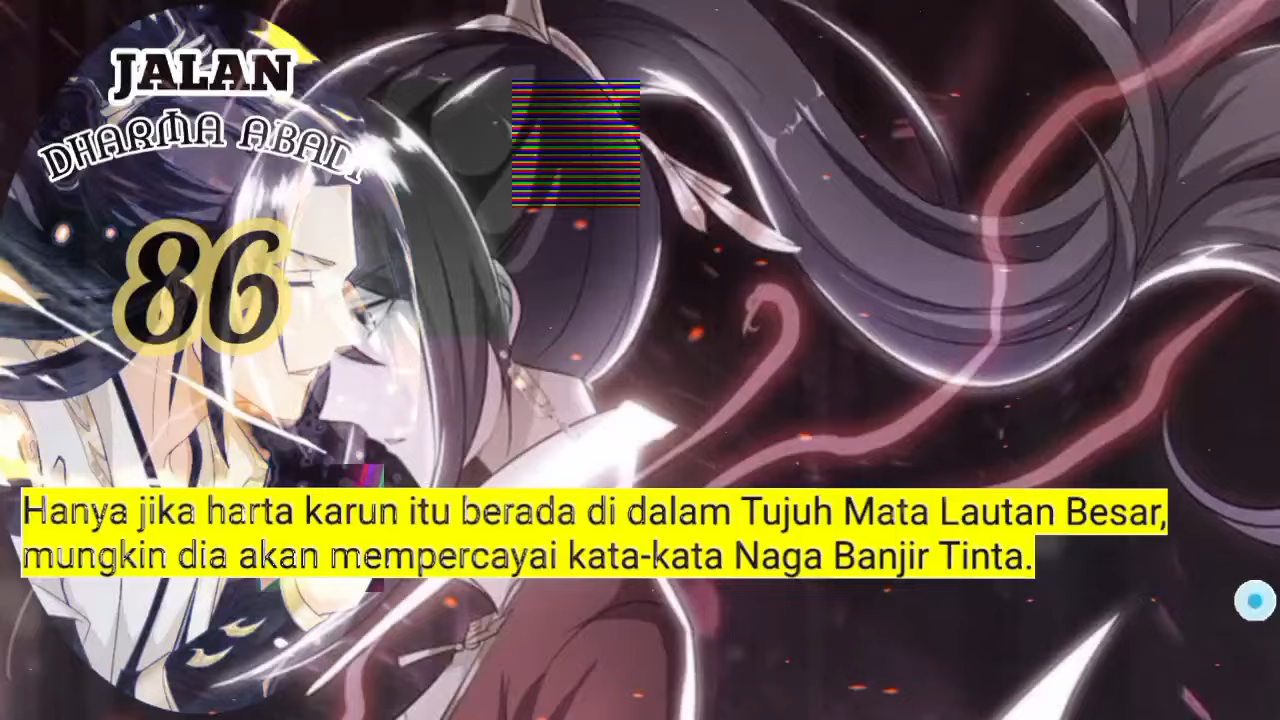 JALAN
DHARMA ABADI
86
Hanya jika harta karun itu berada di dalam Tujuh Mata Lautan Besar,
mungkin dia akan mempercayai kata-kata Naga Banjir Tinta.